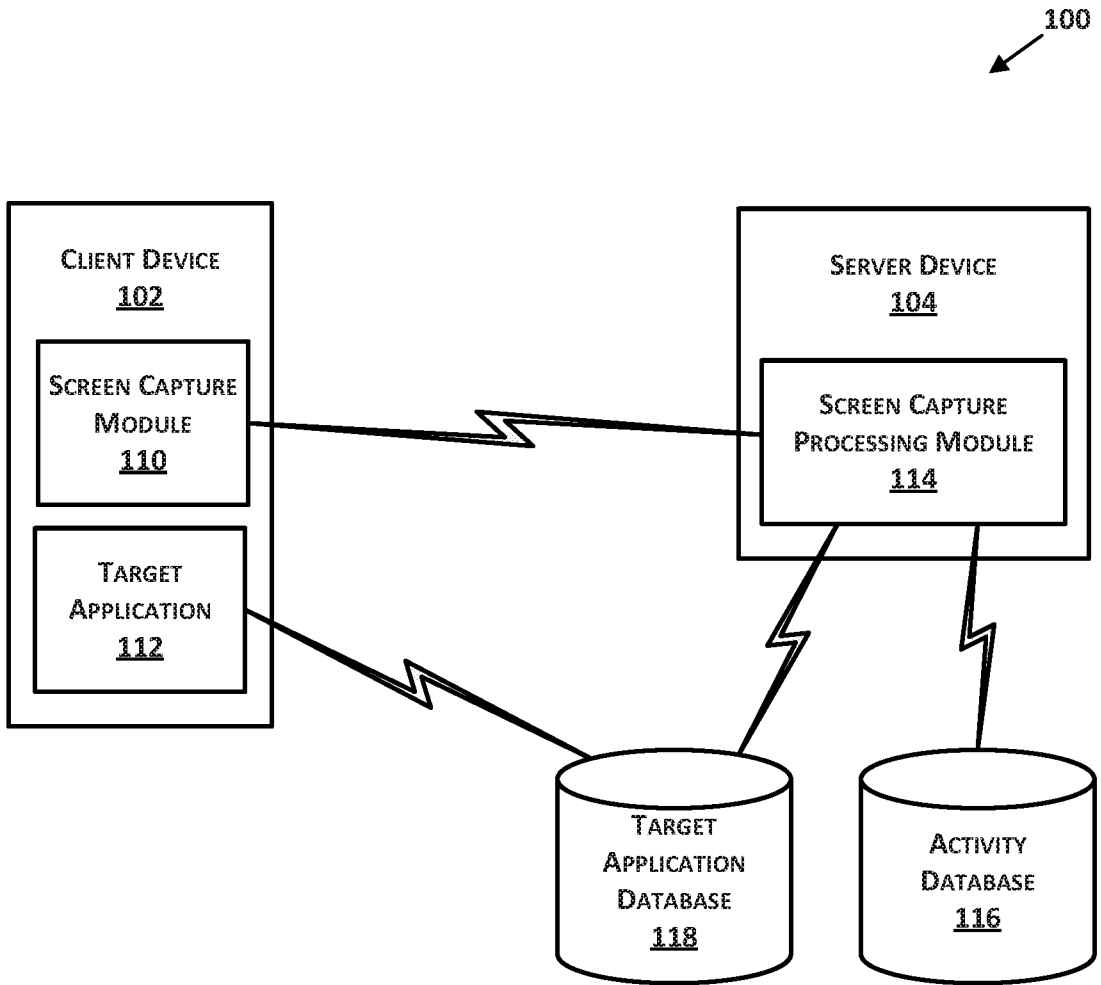 100
CLIENT DEVICE
102
SCREEN CAPTURE
MODULE
110
TARGET
APPLICATION
112
SERVER DEVICE
104
SCREEN CAPTURE
PROCESSING MODULE
114
TARGET
APPLICATION
DATABASE
118
ACTIVITY
DATABASE
116